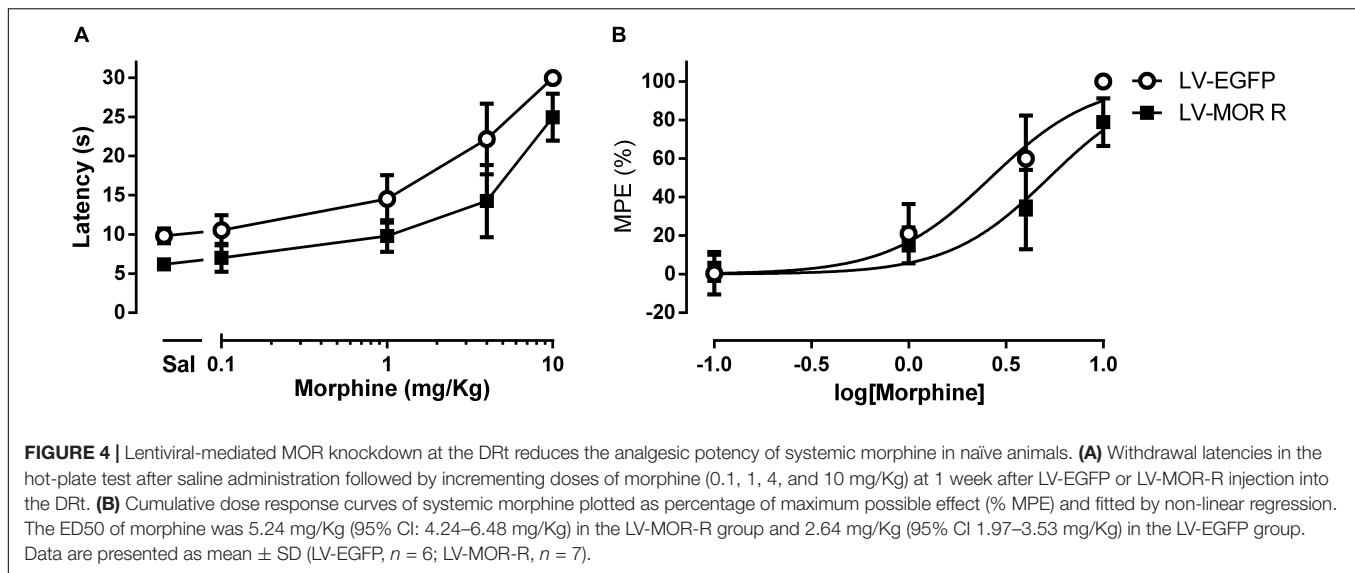 A
Latency (s)
30
25
20
15
10
5
0
Sal 0.1 1 10
Morphine (mg/Kg)
B
MPE (%)
100
80
60
40
20
0
-20
-1.0 -0.5 0.0 0.5 1.0
log[Morphine]
LV-EGFP
LV-MOR R
FIGURE 4 | Lentiviral-mediated MOR knockdown at the DRt reduces the analgesic potency of systemic morphine in naïve animals. (A) Withdrawal latencies in the
hot-plate test after saline administration followed by incrementing doses of morphine (0.1, 1, 4, and 10 mg/Kg) at 1 week after LV-EGFP or LV-MOR-R injection into
the DRt. (B) Cumulative dose response curves of systemic morphine plotted as percentage of maximum possible effect (% MPE) and fitted by non-linear regression.
The ED50 of morphine was 5.24 mg/Kg (95% CI: 4.24–6.48 mg/Kg) in the LV-MOR-R group and 2.64 mg/Kg (95% CI 1.97–3.53 mg/Kg) in the LV-EGFP group.
Data are presented as mean ± SD (LV-EGFP, n = 6; LV-MOR-R, n = 7).